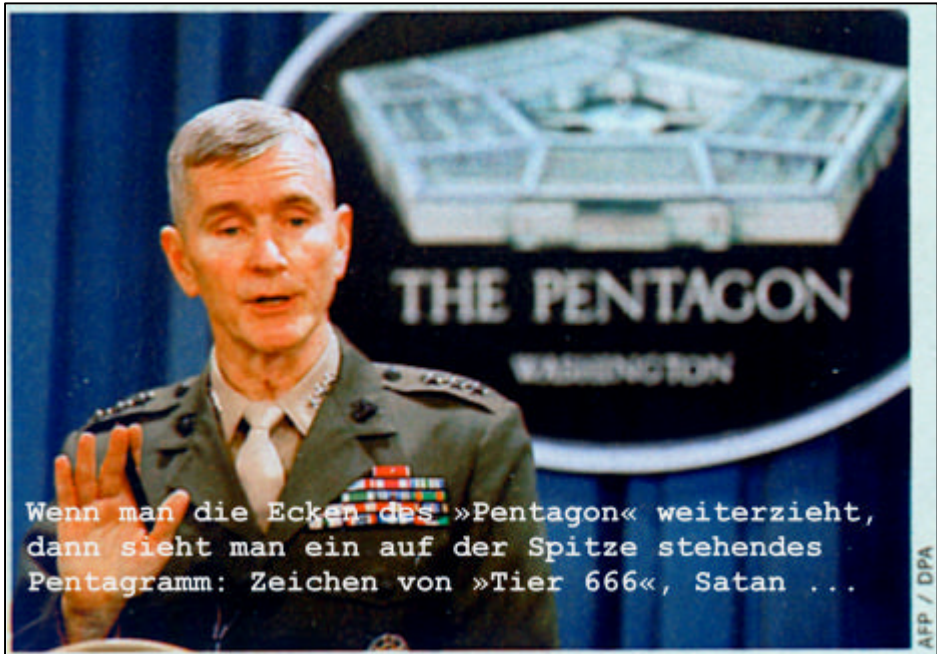 THE PENTAGON
WASHINGTON
Wenn man die Ecken des »Pentagon« weiterzieht,
dann sieht man ein auf der Spitze stehendes
Pentagramm: Zeichen von »Tier 666«, Satan ...
AFP / DPA